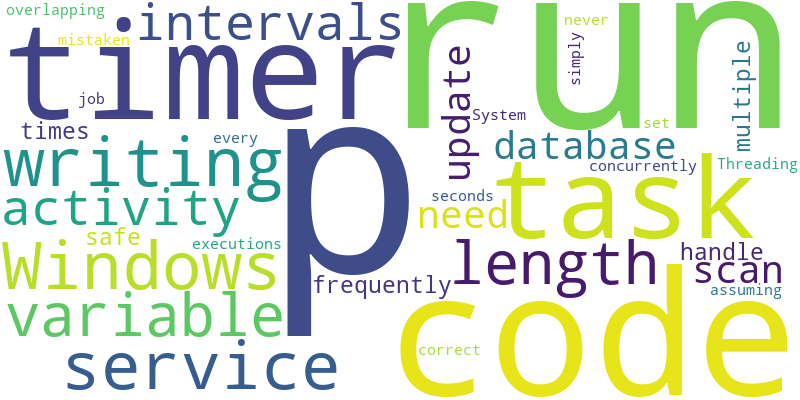 overlapping
intervals
never
mistaken
timer
run
simply
multiple
update
job
System
set
times
every
p
database
writing
concurrently
Threading
task
seconds
activity
need
safe
executions
handle
Windows
length
scan
frequently
assuming
variable
code
service
correct